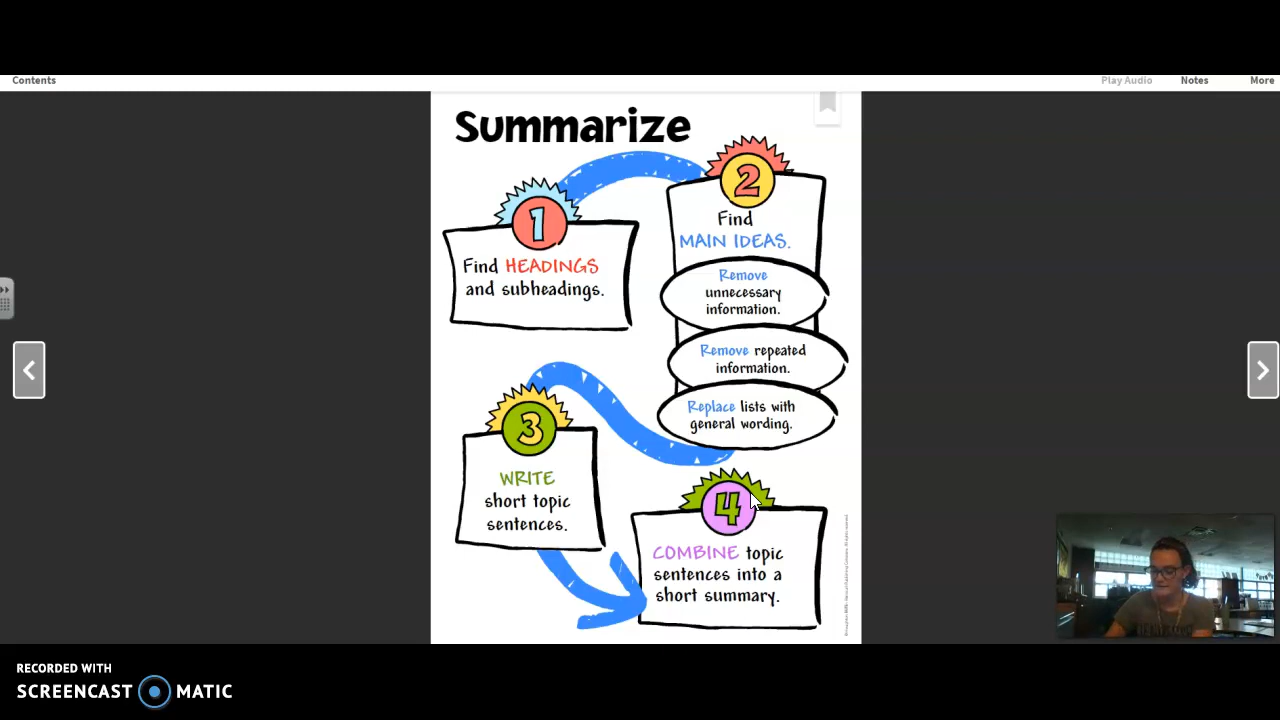 Contents
Play Audio Notes More
Summarize
1
Find HEADINGS
and subheadings.
2
Find
MAIN IDEAS.
Remove
unnecessary
information.
Remove repeated
information.
Replace lists with
general wording.
3
WRITE
short topic
sentences.
4
COMBINE topic
sentences into a
short summary.
RECORDED WITH
SCREENCAST MATIC